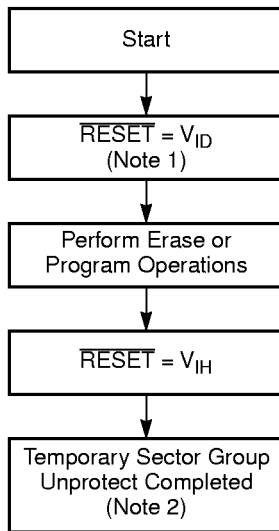 Start
RESET = VID
(Note 1)
Perform Erase or
Program Operations
RESET = VIH
Temporary Sector Group
Unprotect Completed
(Note 2)